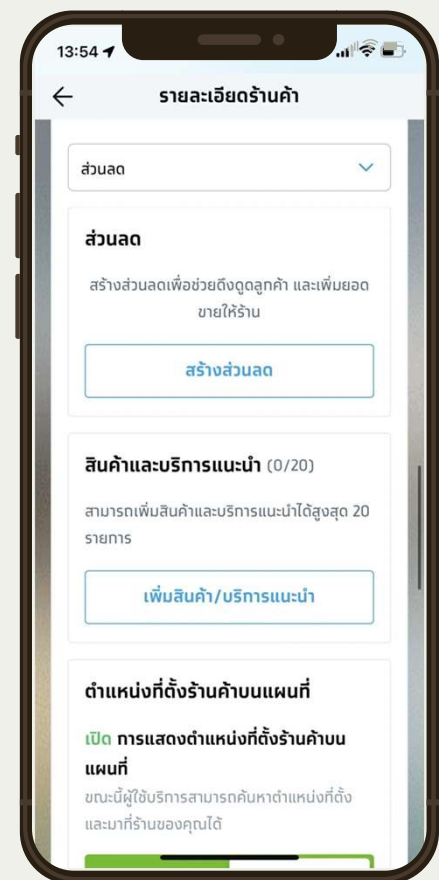 13:54
รายละเอียดร้านค้า
ส่วนลด
ส่วนลด
สร้างส่วนลดเพื่อช่วยดึงดูดลูกค้า และเพิ่มยอด
ขายให้ร้าน
สร้างส่วนลด
สินค้าและบริการแนะนำ (0/20)
สามารถเพิ่มสินค้าและบริการแนะนำได้สูงสุด 20
รายการ
เพิ่มสินค้า/บริการแนะนำ
ตำแหน่งที่ตั้งร้านค้าบนแผนที่
เปิด การแสดงตำแหน่งที่ตั้งร้านค้าบน
แผนที่
ขณะนี้ผู้ใช้บริการสามารถค้นหาตำแหน่งที่ตั้ง
และมาที่ร้านของคุณได้